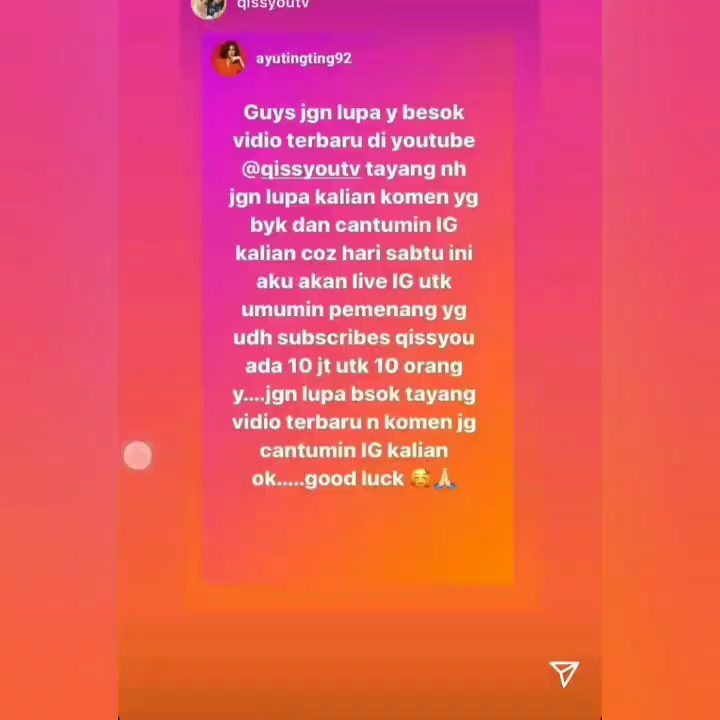 qissyoutv
ayutingting92
Guys jgn lupa y besok
vidio terbaru di youtube
@qissyoutv tayang nh
jgn lupa kalian komen yg
byk dan cantumin IG
kalian coz hari sabtu ini
aku akan live IG utk
umumin pemenang yg
udh subscribes qissyou
ada 10 jt utk 10 orang
y....jgn lupa bsok tayang
vidio terbaru n komen jg
cantumin IG kalian
ok.....good luck 🥰🙏🏻